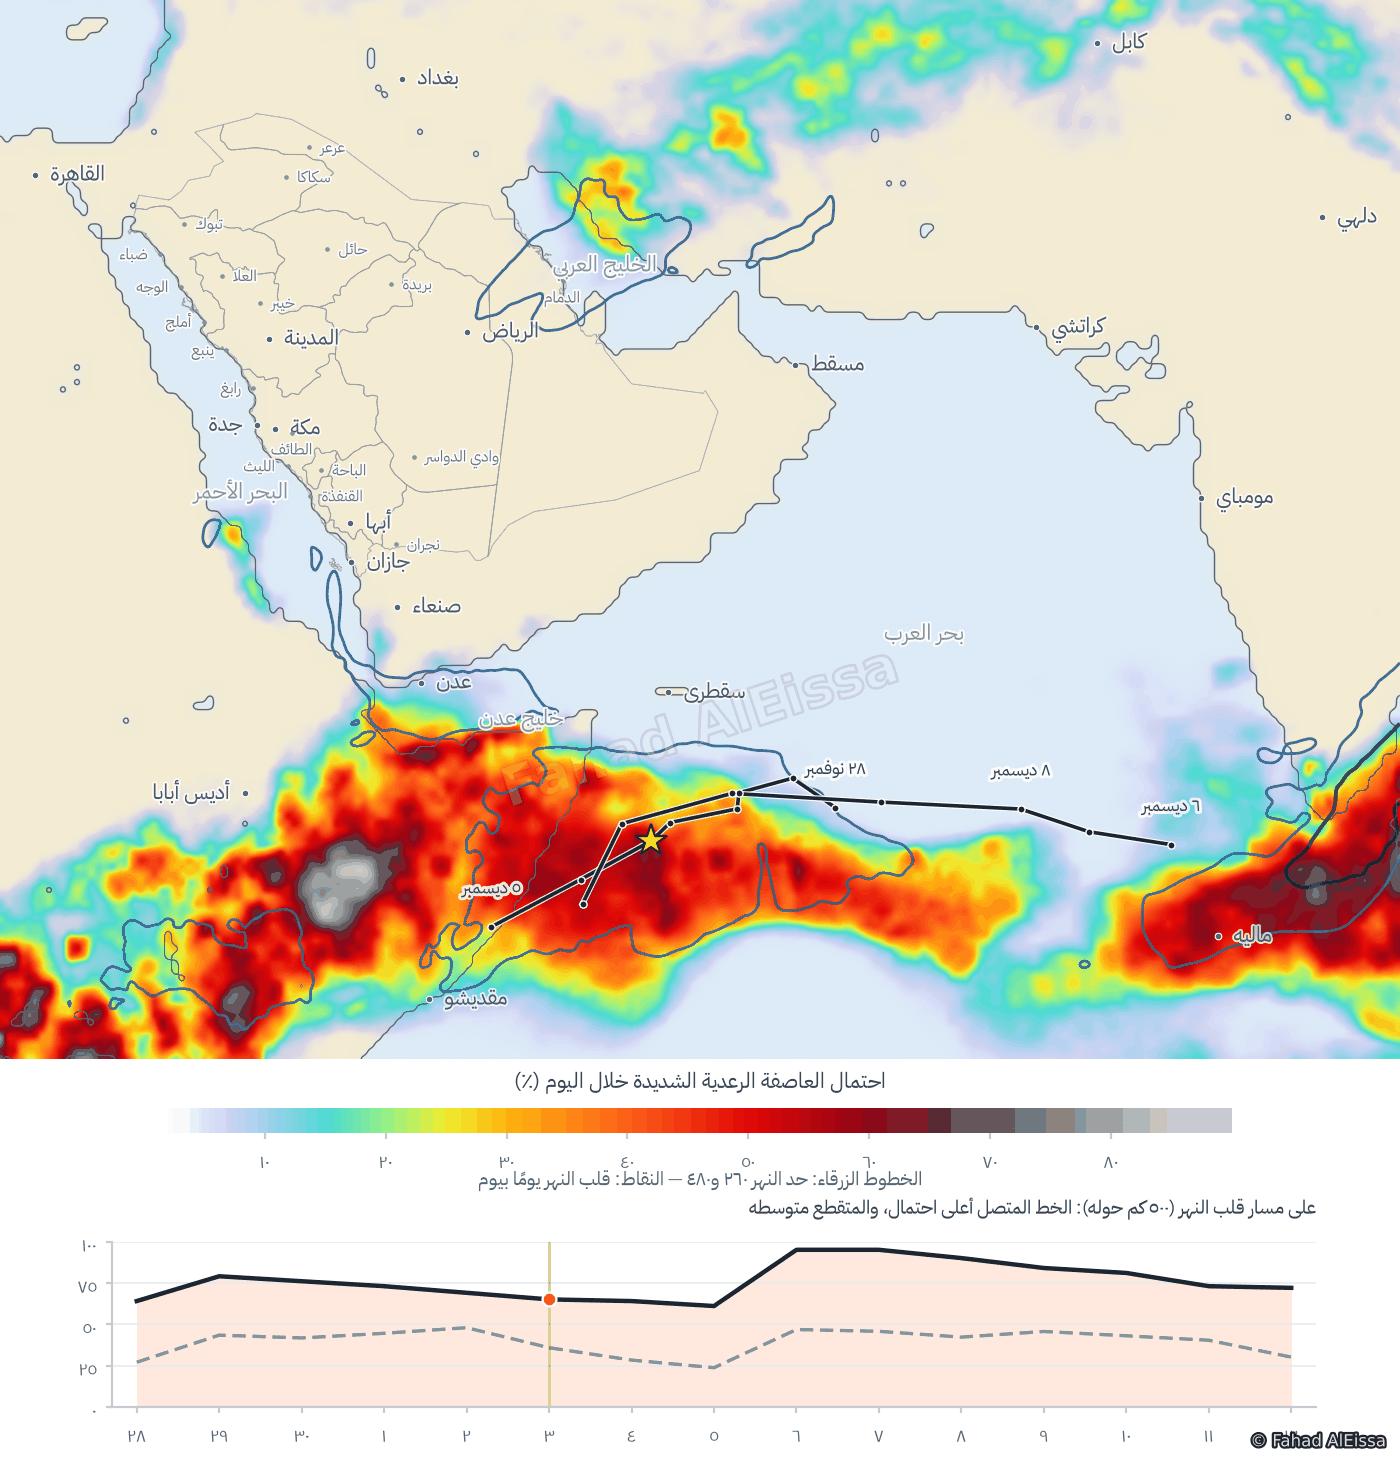 كابل
بغداد
عرعر
سكاكا
القاهرة
دلهي
تبوك
ضباء
حائل
الخليج العربي
العلا
الوجه
بريدة
خيبر
الدمام
أملج
الرياض
المدينة
كراتشي
ينبع
مسقط
رابغ
جدة
مكة
الطائف
وادي الدواسر
الليث
الباحة
البحر الأحمر
القنفذة
مومباي
أبها
نجران
جازان
صنعاء
بحر العرب
عدن
سقطرى
Fahad AlEissa
خليج عدن
٢٨ نوفمبر
٨ ديسمبر
أديس أبابا
٦ ديسمبر
٥ ديسمبر
ماليه
مقديشو
احتمال العاصفة الرعدية الشديدة خلال اليوم (٪)
١٠ ٢٠ ٣٠ ٤٠ ٥٠ ٦٠ ٧٠ ٨٠
الخطوط الزرقاء: حد النهر ٢٦٠ و٤٨٠ — النقاط: قلب النهر يومًا بيوم
على مسار قلب النهر (٥٠٠ كم حوله): الخط المتصل أعلى احتمال، والمتقطع متوسطه
١٠٠
٧٥
٥٠
٢٥
٠
٢٨ ٢٩ ٣٠ ١ ٢ ٣ ٤ ٥ ٦ ٧ ٨ ٩ ١٠ ١١
© Fahad AlEissa